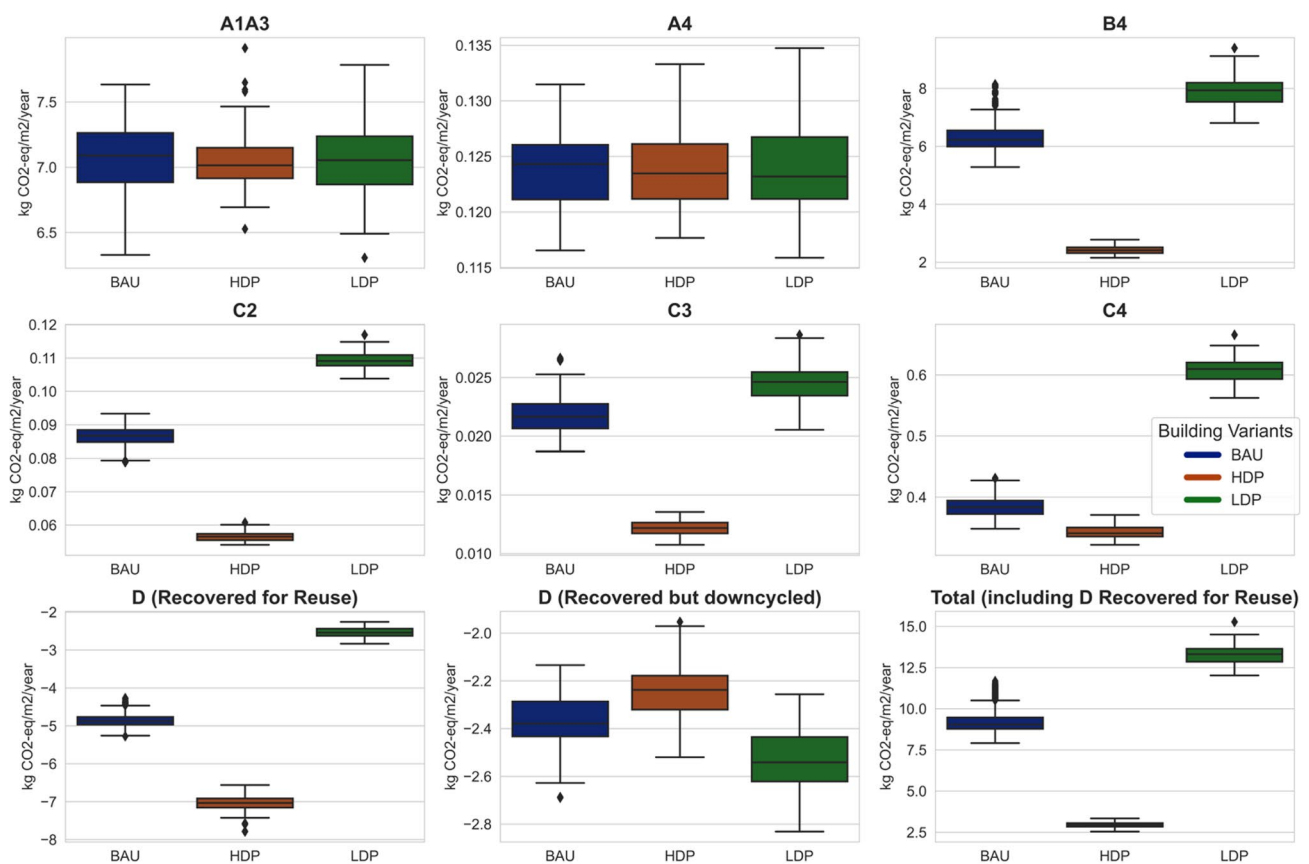 A1A3
kg CO2-eq/m2/year
7.5
7.0
6.5
BAU HDP LDP
A4
kg CO2-eq/m2/year
0.135
0.130
0.125
0.120
0.115
BAU HDP LDP
B4
kg CO2-eq/m2/year
8
6
4
2
BAU HDP LDP
C2
kg CO2-eq/m2/year
0.12
0.11
0.10
0.09
0.08
0.07
0.06
BAU HDP LDP
C3
kg CO2-eq/m2/year
0.025
0.020
0.015
0.010
BAU HDP LDP
C4
kg CO2-eq/m2/year
0.6
0.5
0.4
Building Variants
BAU
HDP
LDP
BAU HDP LDP
D (Recovered for Reuse)
kg CO2-eq/m2/year
−2
−3
−4
−5
−6
−7
−8
BAU HDP LDP
D (Recovered but downcycled)
kg CO2-eq/m2/year
−2.0
−2.2
−2.4
−2.6
−2.8
BAU HDP LDP
Total (including D Recovered for Reuse)
kg CO2-eq/m2/year
15.0
12.5
10.0
7.5
5.0
2.5
BAU HDP LDP